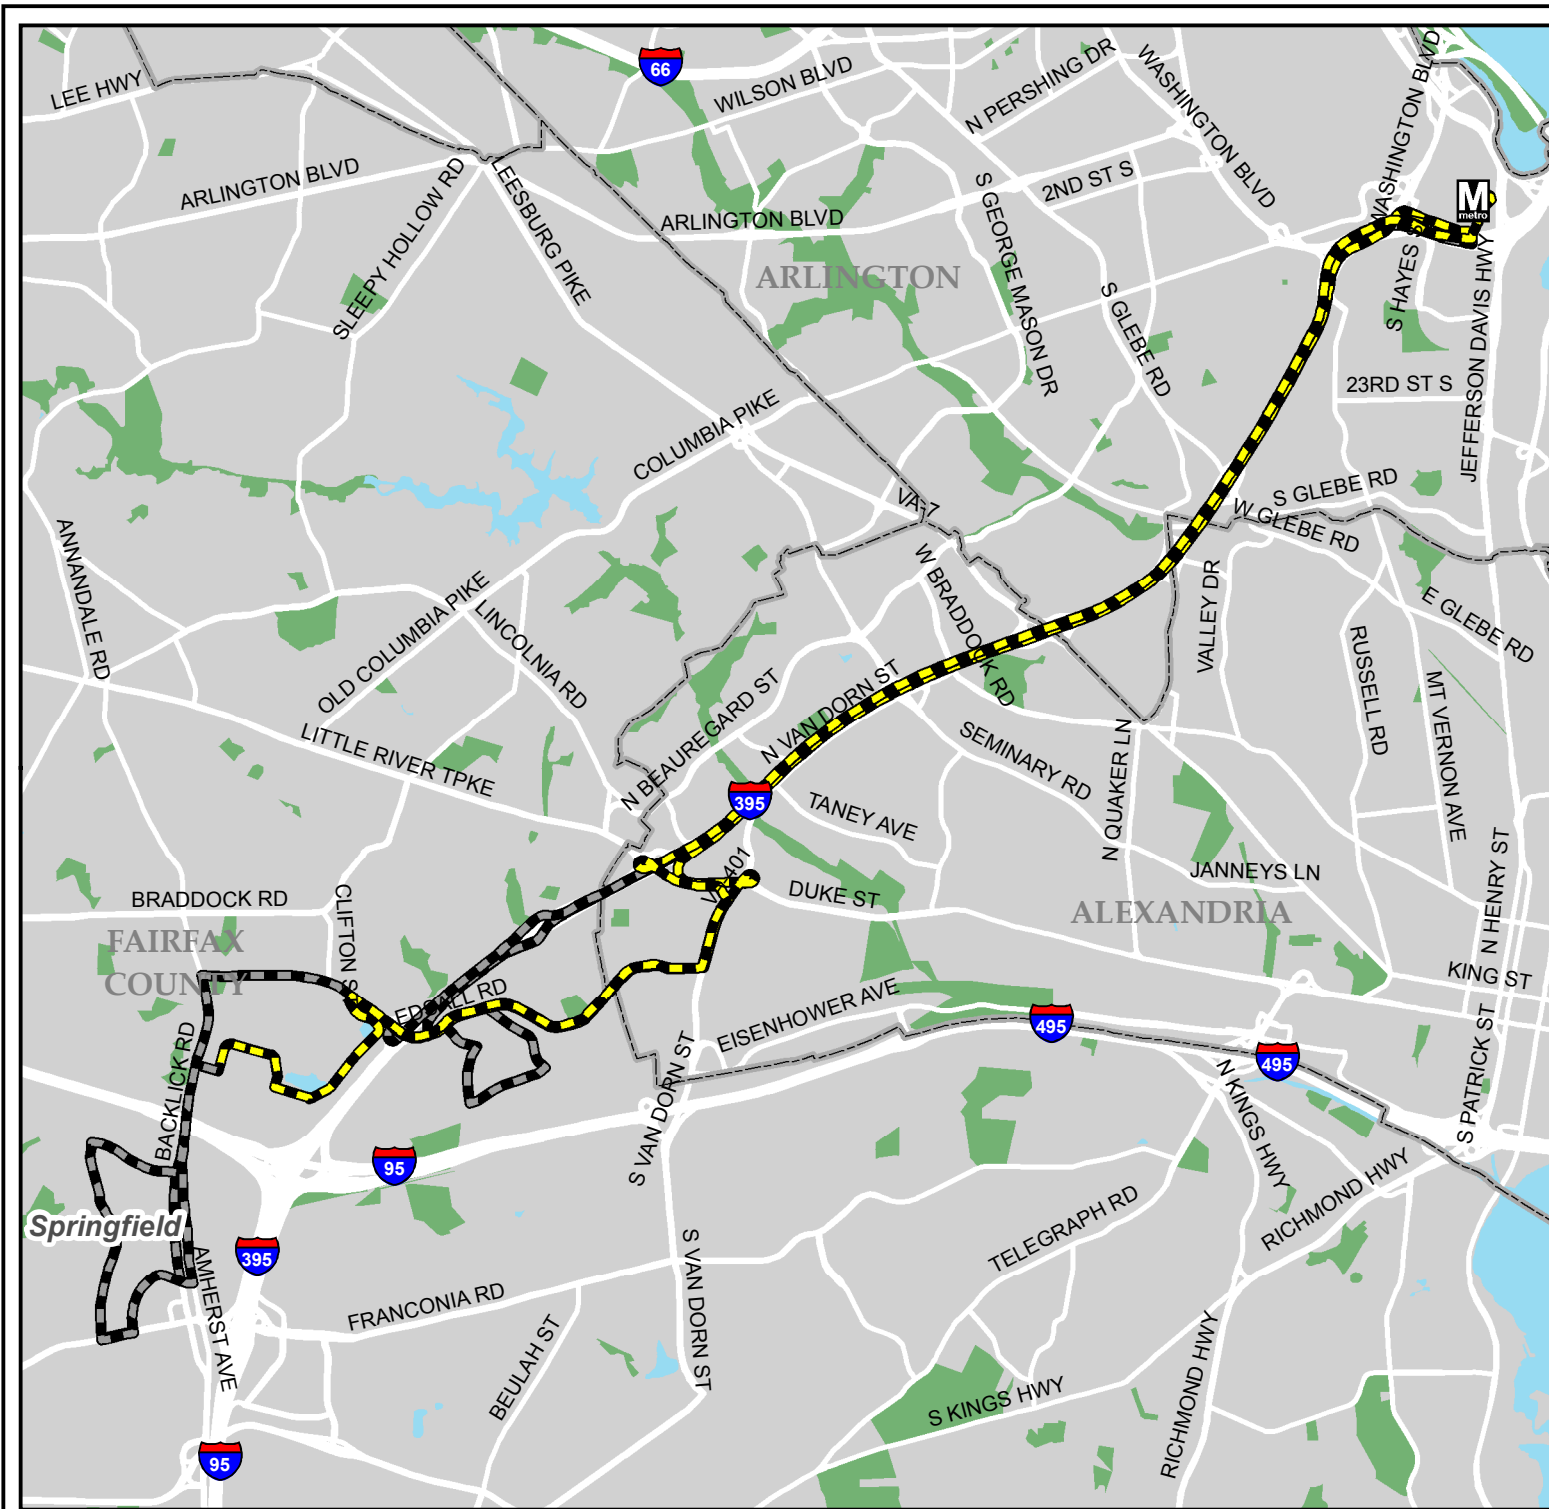 66
LEE HWY
WILSON BLVD
N PERSHING DR
WASHINGTON BLVD
WASHINGTON BLVD
ARLINGTON BLVD
SLEEPY HOLLOW RD
LEESBURG PIKE
ARLINGTON BLVD
2ND ST S
S GEORGE MASON DR
M
metro
ARLINGTON
S GLEBE RD
S HAYES ST
JEFFERSON DAVIS HWY
23RD ST S
COLUMBIA PIKE
VA-7
S GLEBE RD
W GLEBE RD
ANNANDALE RD
OLD COLUMBIA PIKE
LINCOLNIA RD
W BRADDOCK RD
VALLEY DR
E GLEBE RD
RUSSELL RD
MT VERNON AVE
LITTLE RIVER TPKE
N BEAUREGARD ST
N VAN DORN ST
SEMINARY RD
N QUAKER LN
395
TANEY AVE
JANNEYS LN
N HENRY ST
BRADDOCK RD
CLIFTON ST
DUKE ST
ALEXANDRIA
FAIRFAX
COUNTY
EDSALL RD
KING ST
EISENHOWER AVE
495
495
S PATRICK ST
BACKLICK RD
S VAN DORN ST
N KINGS HWY
95
Springfield
TELEGRAPH RD
RICHMOND HWY
395
AMHERST AVE
FRANCONIA RD
S VAN DORN ST
BEULAH ST
S KINGS HWY
RICHMOND HWY
95